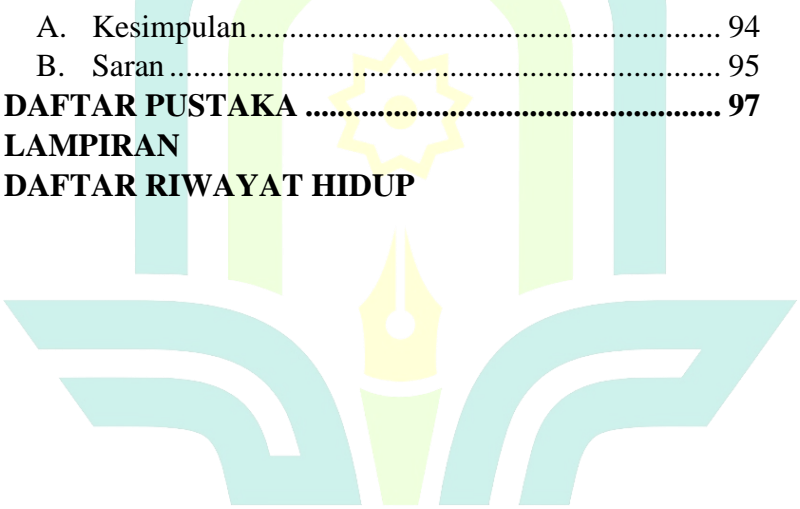 A. Kesimpulan............................................................ 94
B. Saran ...................................................................... 95
DAFTAR PUSTAKA .................................................... 97
LAMPIRAN
DAFTAR RIWAYAT HIDUP